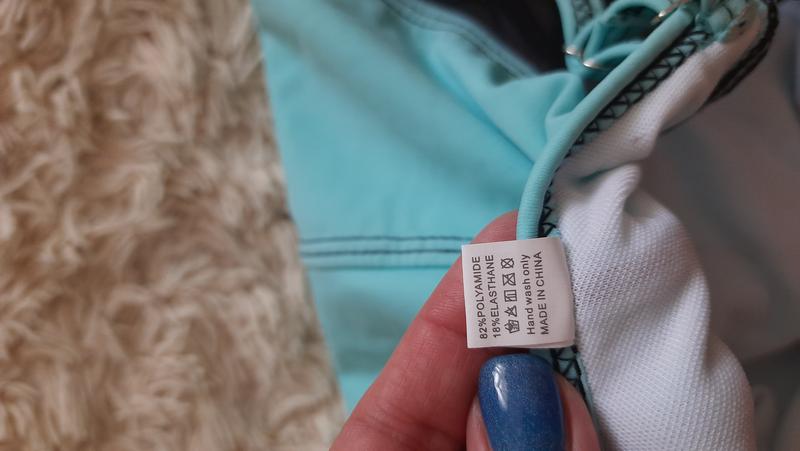 82%POLYAMIDE
18%ELASTHANE
Hand wash only
MADE IN CHINA